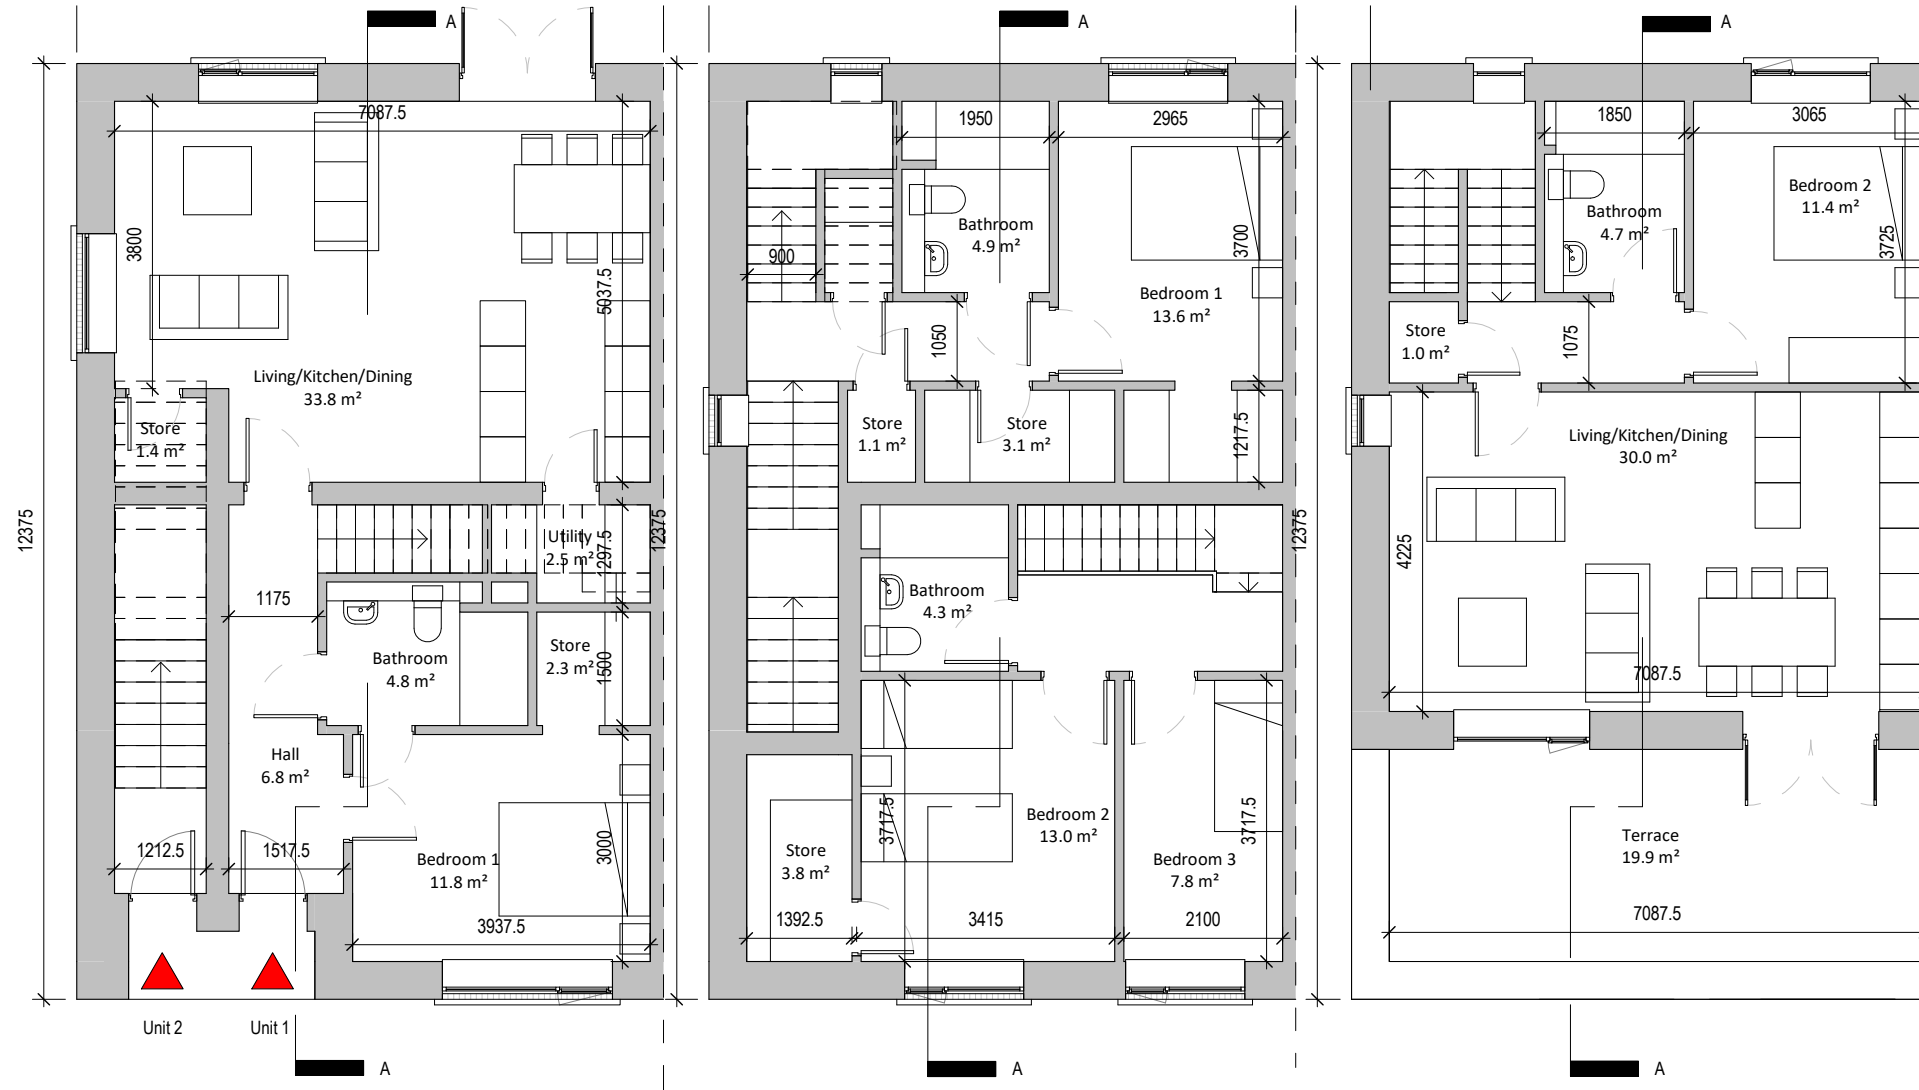 A
7087.5
3800
5037.5
Living/Kitchen/Dining
33.8 m²
Store
1.4 m²
12375
Utility
2.5 m²
1297.5
1175
Bathroom
4.8 m²
Store
2.3 m²
1500
Hall
6.8 m²
1212.5
1517.5
Bedroom 1
11.8 m²
3000
3937.5
Unit 2
Unit 1
A
A
1950
2965
Bathroom
4.9 m²
3700
900
Bedroom 1
13.6 m²
1050
Store
1.1 m²
Store
3.1 m²
1217.5
12375
Bathroom
4.3 m²
3717.5
Bedroom 2
13.0 m²
3717.5
Store
3.8 m²
Bedroom 3
7.8 m²
1392.5
3415
2100
A
A
1850
3065
Bedroom 2
11.4 m²
Bathroom
4.7 m²
3725
Store
1.0 m²
1075
Living/Kitchen/Dining
30.0 m²
12375
4225
7087.5
Terrace
19.9 m²
7087.5
A